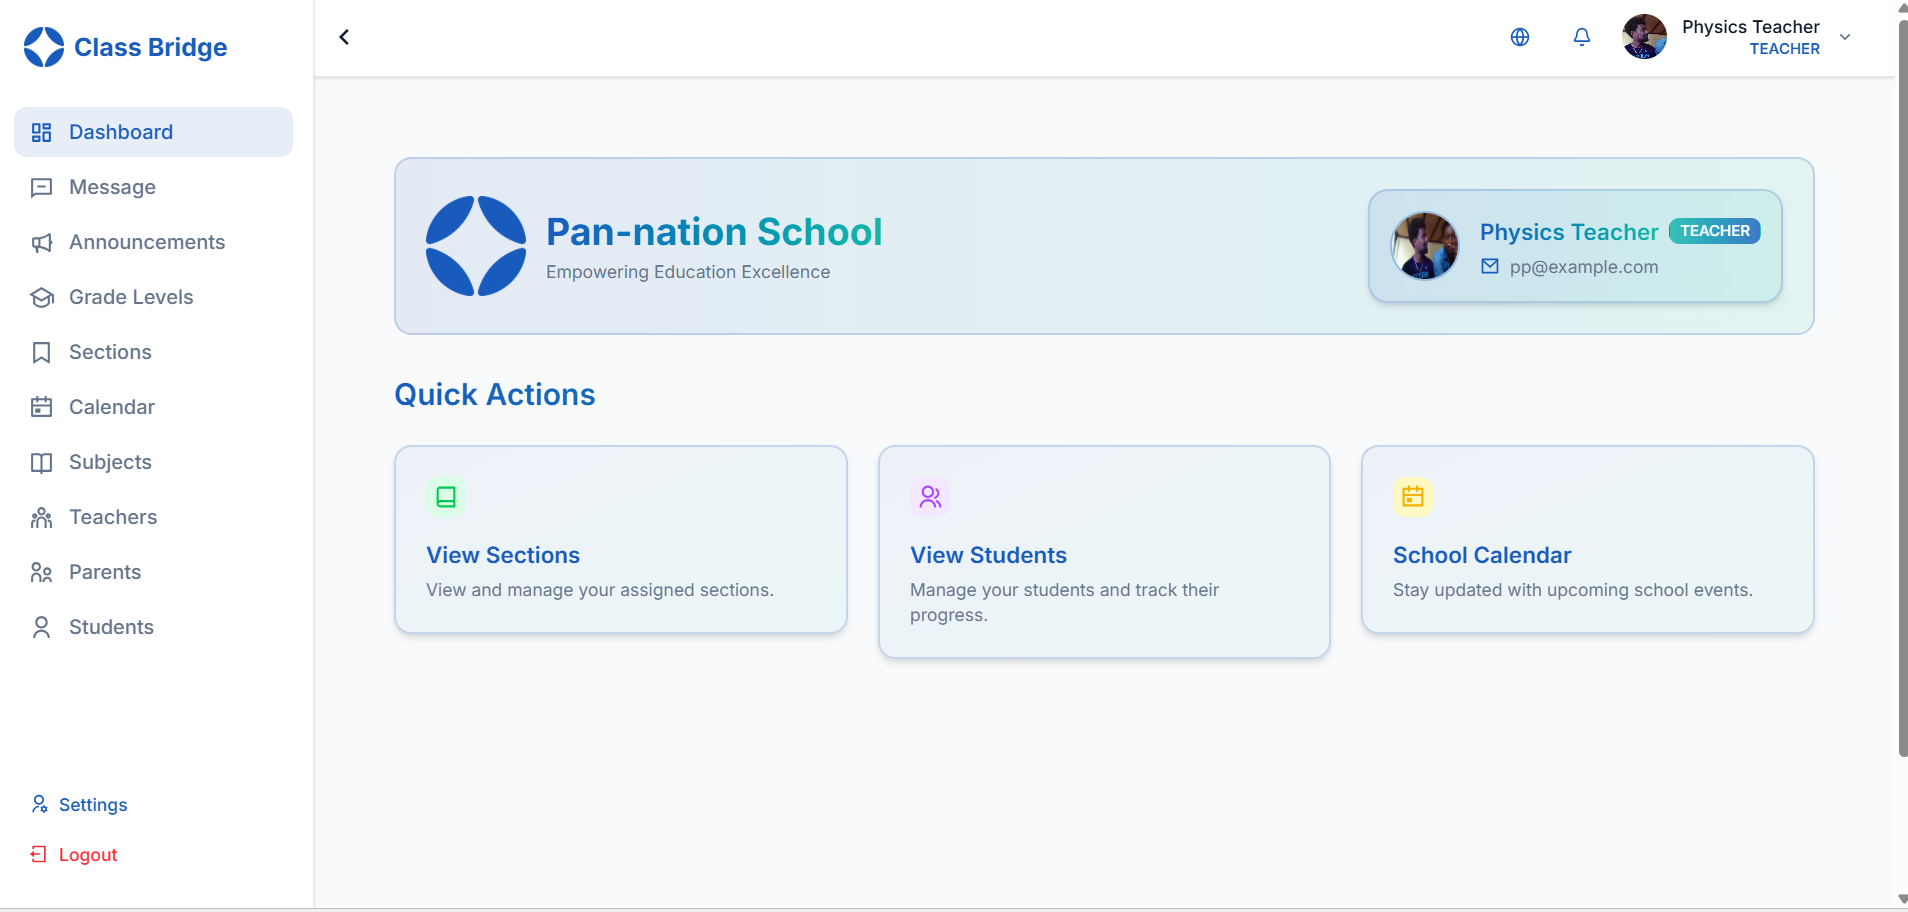 Class Bridge
Dashboard
Message
Announcements
Grade Levels
Sections
Calendar
Subjects
Teachers
Parents
Students
Settings
Logout
Physics Teacher
TEACHER
Pan-nation School
Empowering Education Excellence
Physics Teacher TEACHER
pp@example.com
Quick Actions
View Sections
View and manage your assigned sections.
View Students
Manage your students and track their
progress.
School Calendar
Stay updated with upcoming school events.